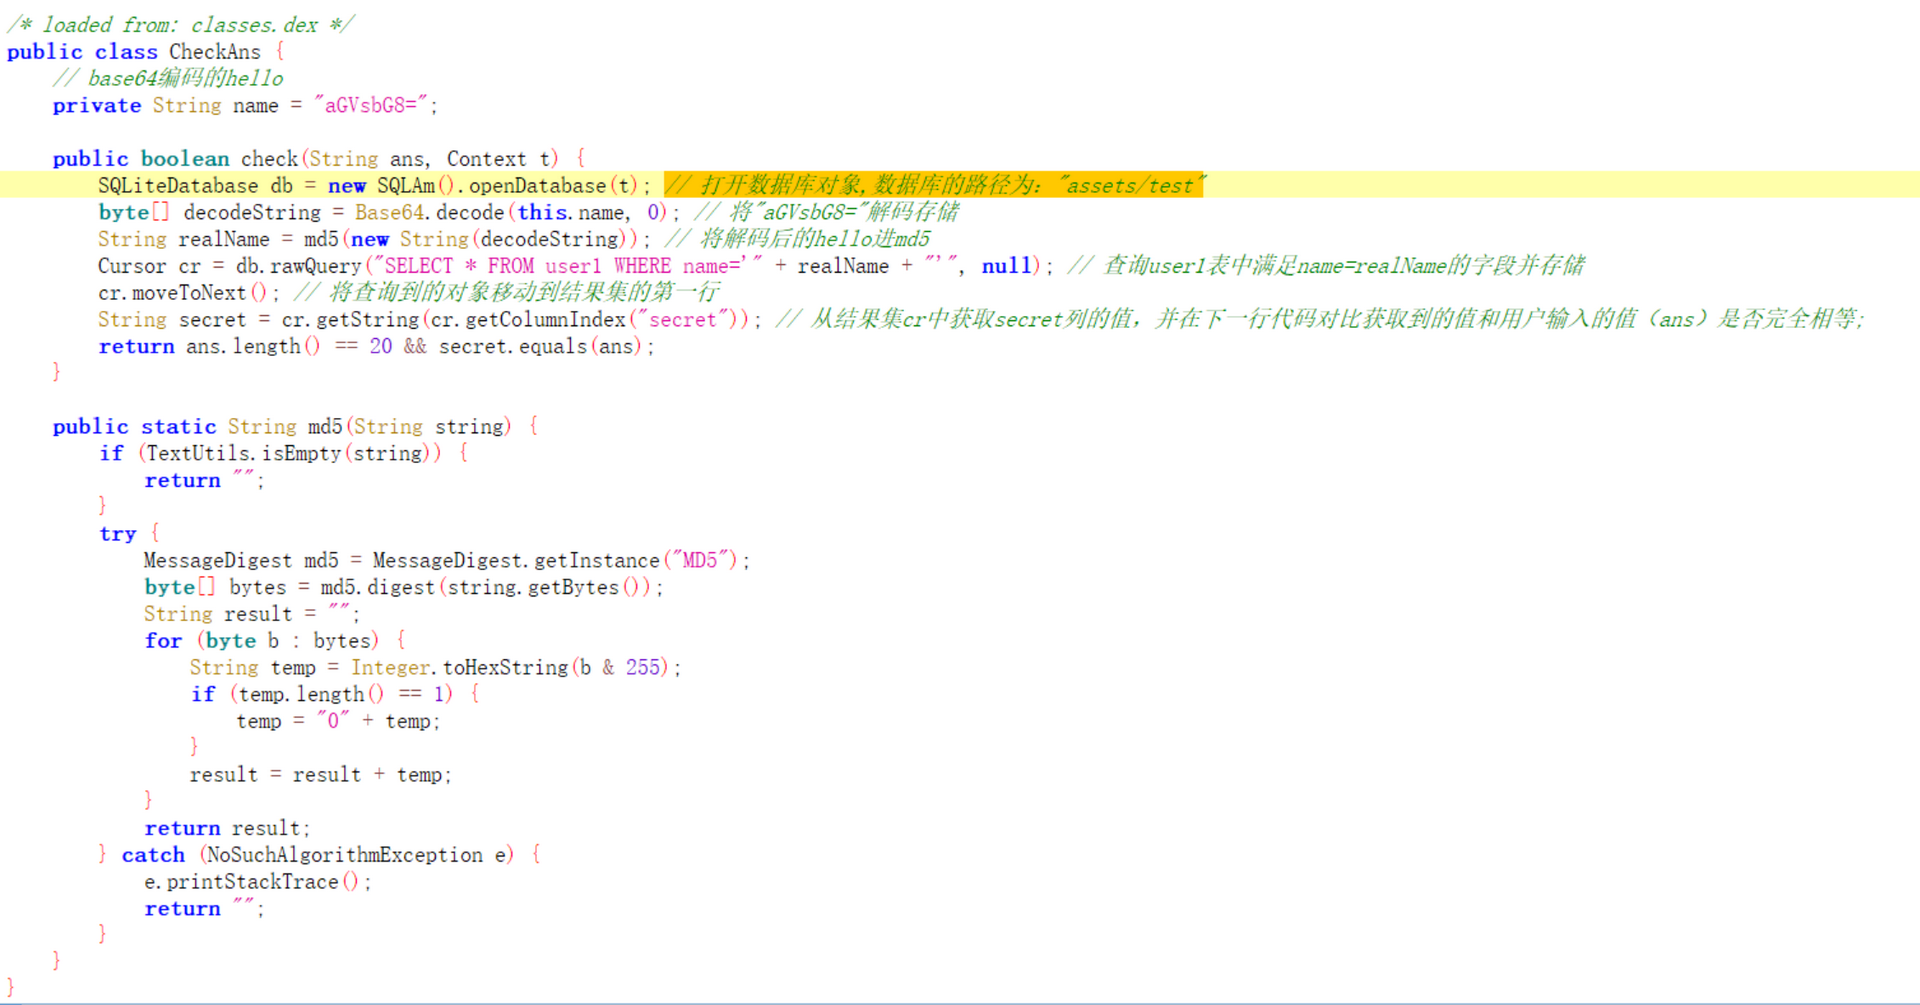 /* loaded from: classes.dex */
public class CheckAns {
// base64编码的hello
private String name = "aGVsbG8=";
public boolean check(String ans, Context t) {
SQLiteDatabase db = new SQLAm().openDatabase(t); // 打开数据库对象,数据库的路径为："assets/test"
byte[] decodeString = Base64.decode(this.name, 0); // 将"aGVsbG8="解码存储
String realName = md5(new String(decodeString)); // 将解码后的hello进md5
Cursor cr = db.rawQuery("SELECT * FROM user1 WHERE name='" + realName + "'", null); // 查询user1表中满足name=realName的字段并存储
cr.moveToNext(); // 将查询到的对象移动到结果集的第一行
String secret = cr.getString(cr.getColumnIndex("secret")); // 从结果集cr中获取secret列的值，并在下一行代码对比获取到的值和用户输入的值（ans）是否完全相等;
return ans.length() == 20 && secret.equals(ans);
}
public static String md5(String string) {
if (TextUtils.isEmpty(string)) {
return "";
}
try {
MessageDigest md5 = MessageDigest.getInstance("MD5");
byte[] bytes = md5.digest(string.getBytes());
String result = "";
for (byte b : bytes) {
String temp = Integer.toHexString(b & 255);
if (temp.length() == 1) {
temp = "0" + temp;
}
result = result + temp;
}
return result;
} catch (NoSuchAlgorithmException e) {
e.printStackTrace();
return "";
}
}
}